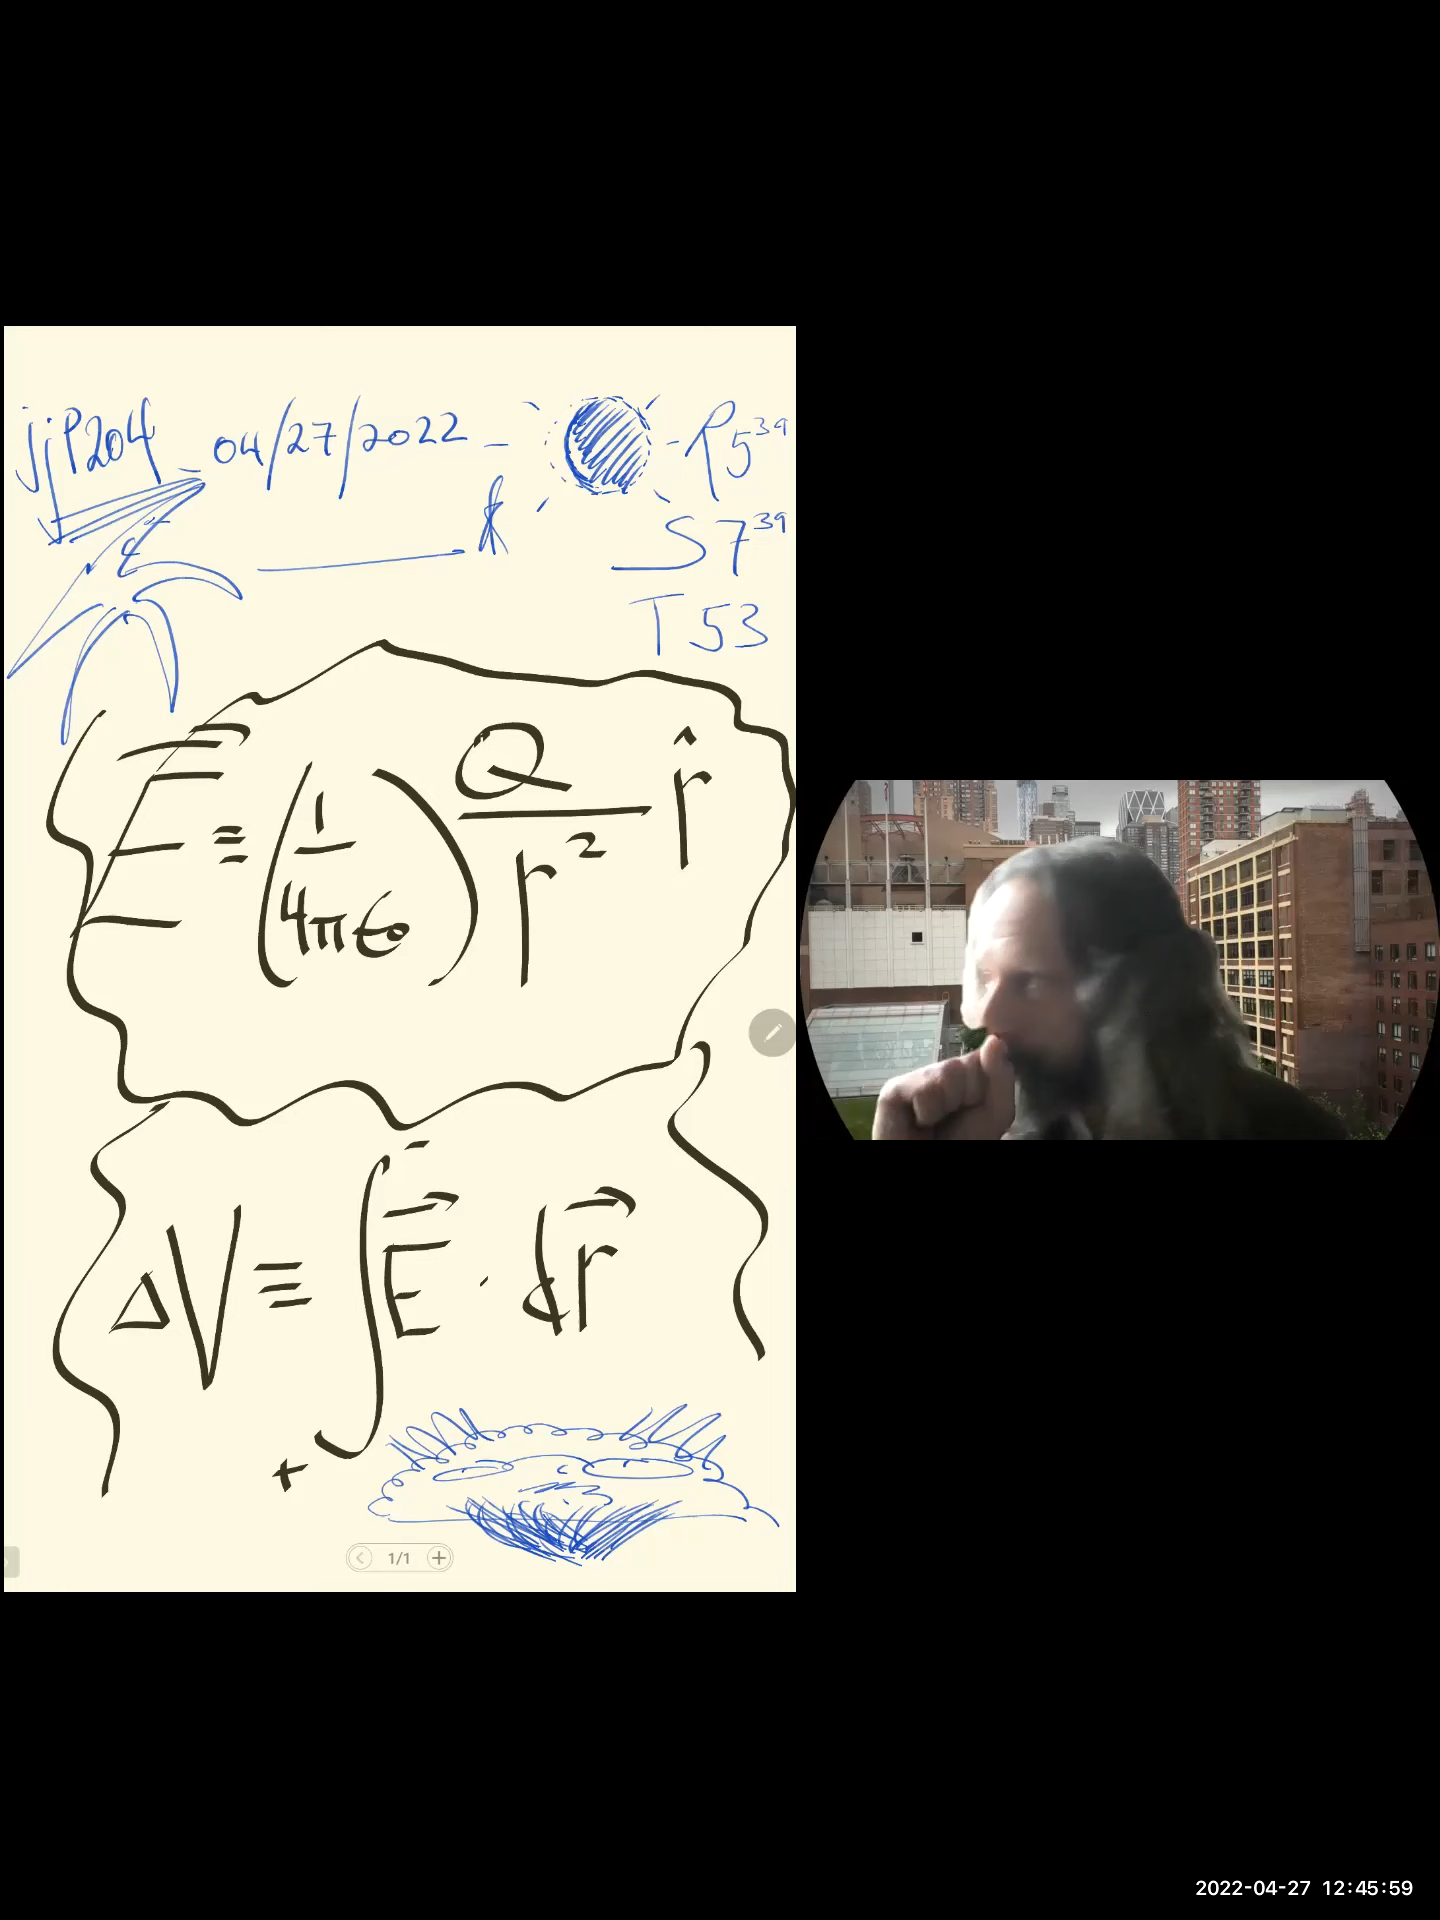 jjP204 - 04/27/2022 - R5³⁹
S7³⁹
T53
E⃗ ≡ (1/4πε₀) Q/r² r̂
ΔV ≡ ∫₊⁻ E⃗ · dr⃗
1/1
2022-04-27 12:45:59